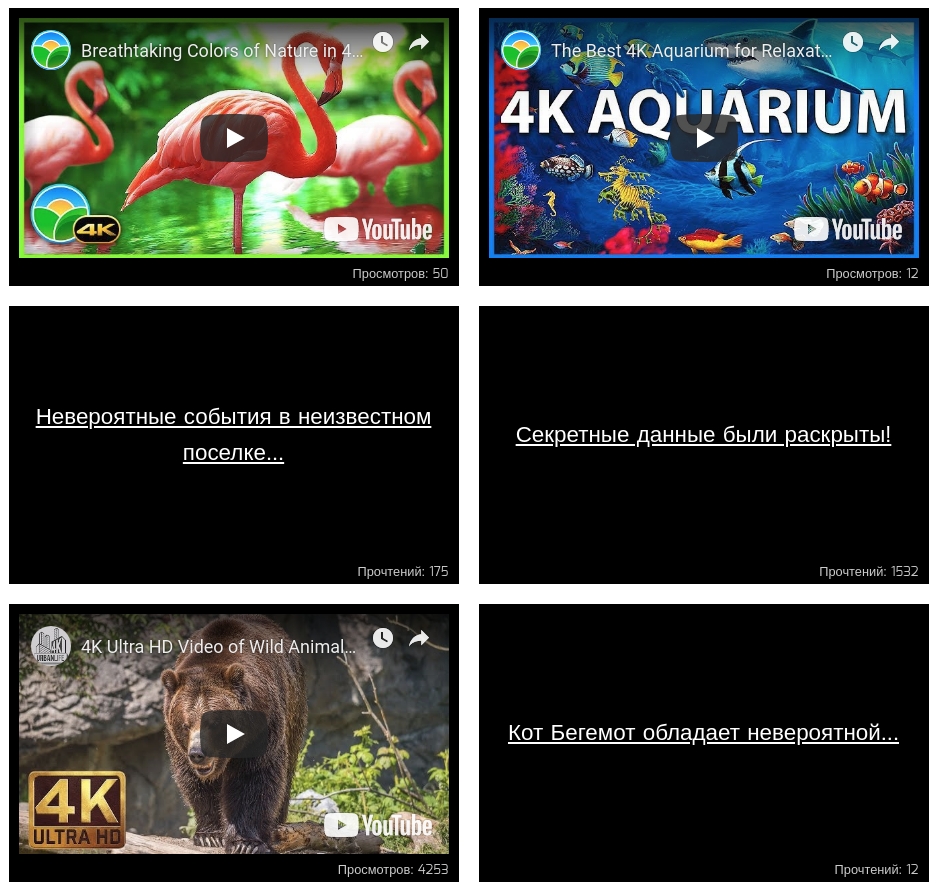 Breathtaking Colors of Nature in 4...
4K
YouTube
Просмотров: 50
The Best 4K Aquarium for Relaxat...
4K AQUARIUM
YouTube
Просмотров: 12
Невероятные события в неизвестном
поселке...
Прочтений: 175
Секретные данные были раскрыты!
Прочтений: 1532
4K Ultra HD Video of Wild Animal...
URBANLIFE
4K
ULTRA HD
YouTube
Просмотров: 4253
Кот Бегемот обладает невероятной...
Прочтений: 12